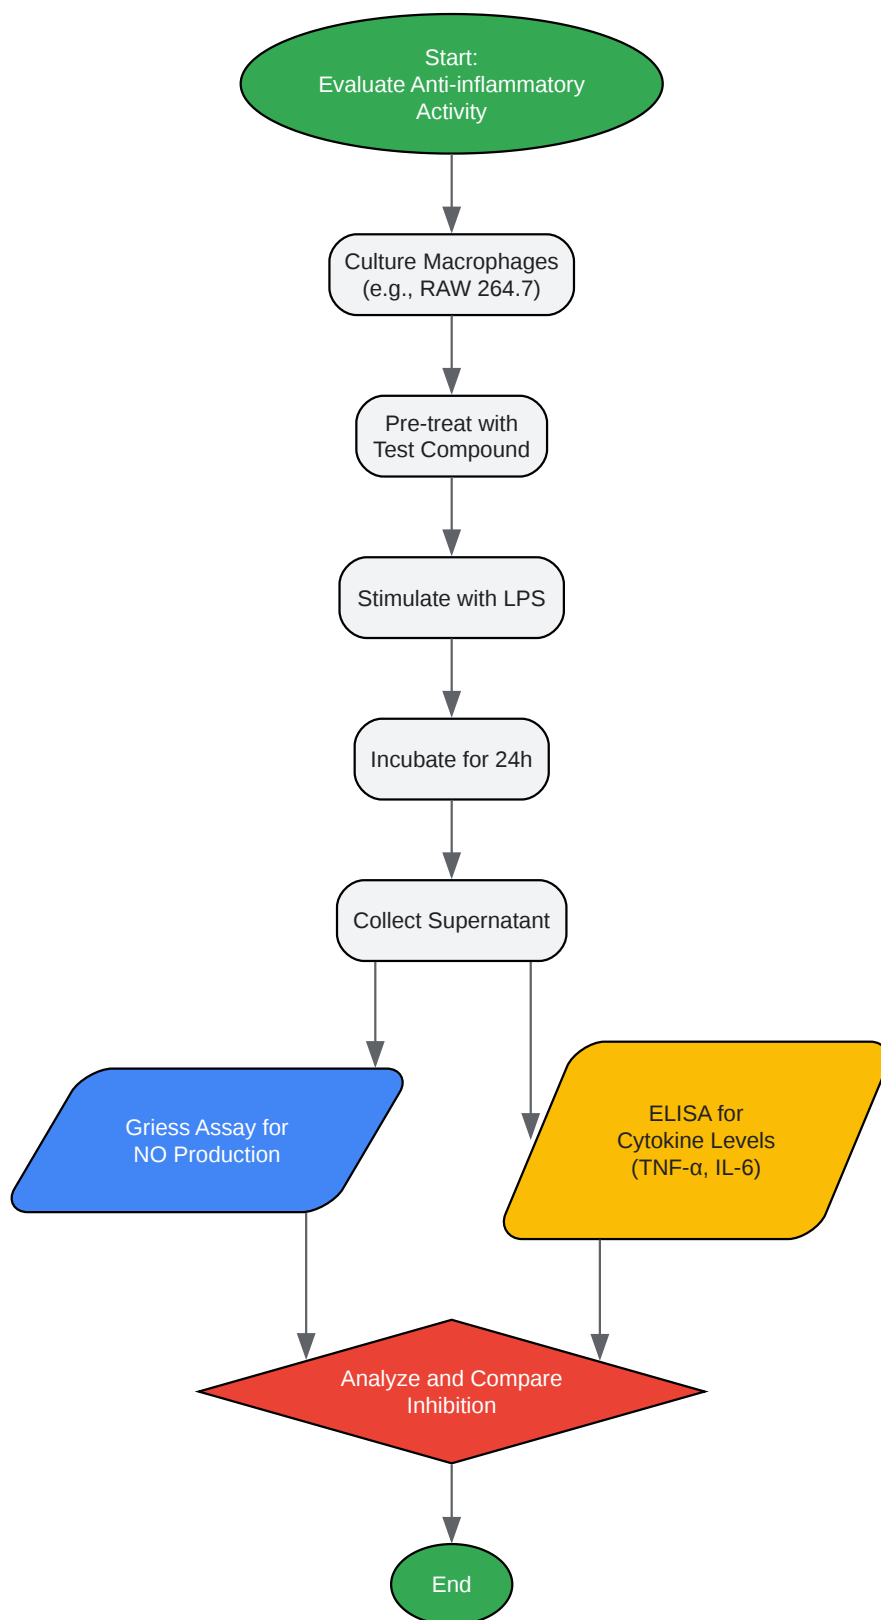 Start:
Evaluate Anti-inflammatory
Activity
Culture Macrophages
(e.g., RAW 264.7)
Pre-treat with
Test Compound
Stimulate with LPS
Incubate for 24h
Collect Supernatant
Griess Assay for
NO Production
ELISA for
Cytokine Levels
(TNF-α, IL-6)
Analyze and Compare
Inhibition
End